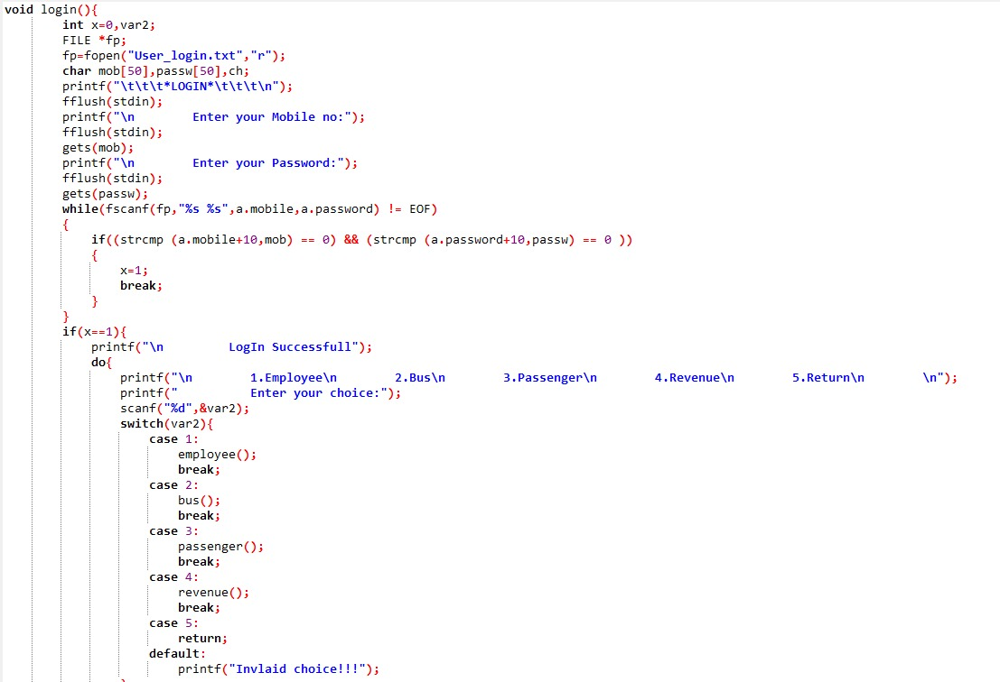 void login(){
int x=0,var2;
FILE *fp;
fp=fopen("User_login.txt","r");
char mob[50],passw[50],ch;
printf("\t\t\t*LOGIN*\t\t\t\n");
fflush(stdin);
printf("\n        Enter your Mobile no:");
fflush(stdin);
gets(mob);
printf("\n        Enter your Password:");
fflush(stdin);
gets(passw);
while(fscanf(fp,"%s %s",a.mobile,a.password) != EOF)
{
if((strcmp (a.mobile+10,mob) == 0) && (strcmp (a.password+10,passw) == 0 ))
{
x=1;
break;
}
}
if(x==1){
printf("\n         LogIn Successfull");
do{
printf("\n        1.Employee\n        2.Bus\n        3.Passenger\n        4.Revenue\n        5.Return\n        \n");
printf("          Enter your choice:");
scanf("%d",&var2);
switch(var2){
case 1:
employee();
break;
case 2:
bus();
break;
case 3:
passenger();
break;
case 4:
revenue();
break;
case 5:
return;
default:
printf("Invlaid choice!!!");